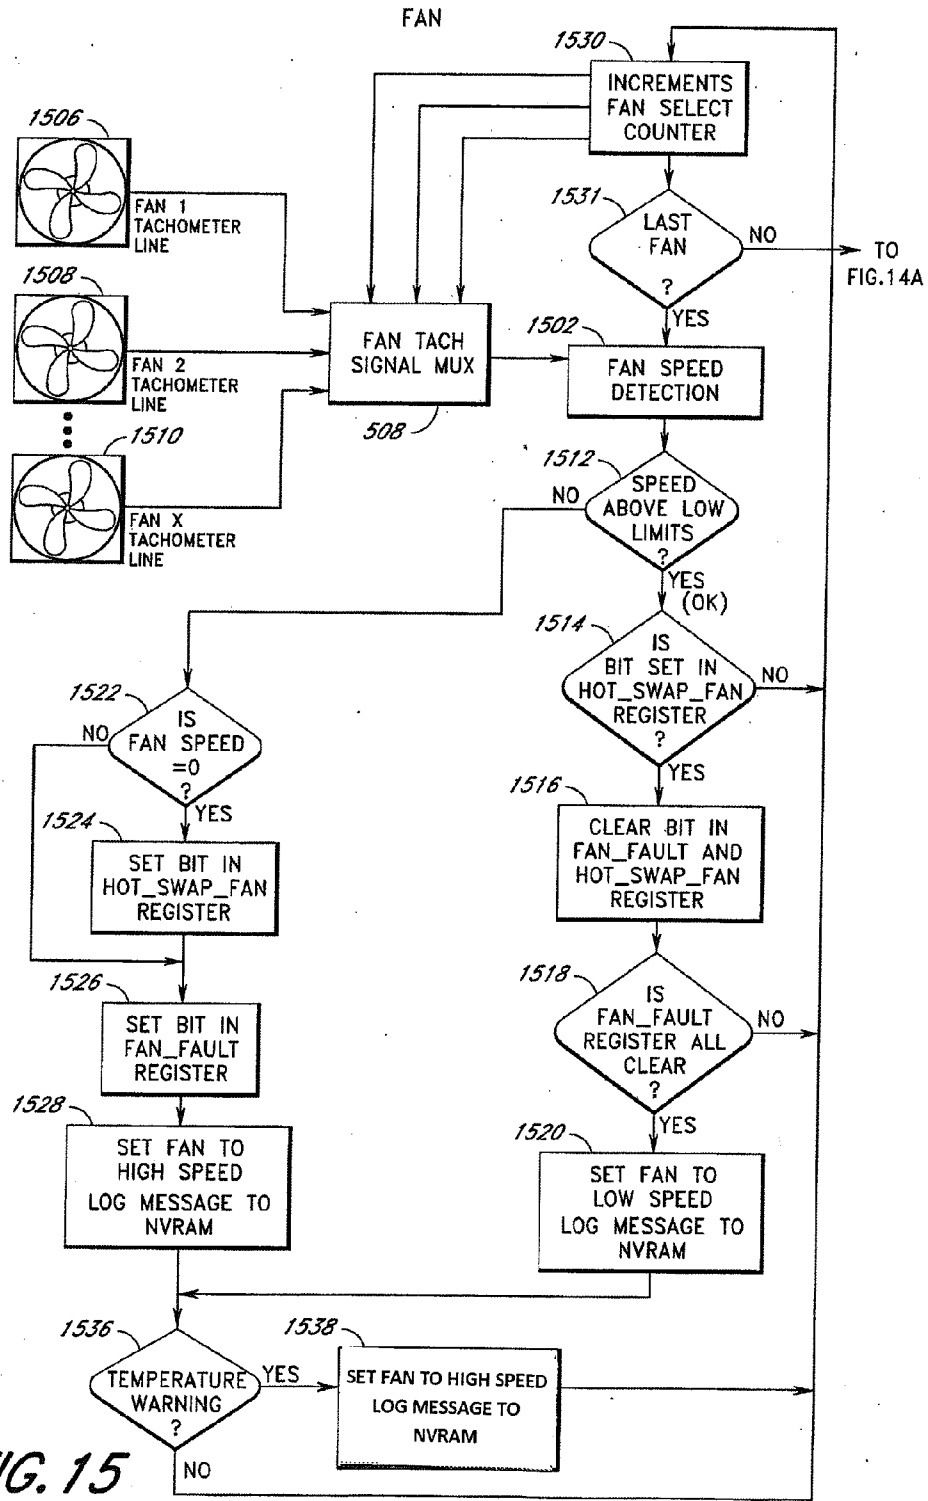 FAN
1530
INCREMENTS
FAN SELECT
COUNTER
1506
FAN 1
TACHOMETER
LINE
1531
LAST
FAN
?
NO
TO
FIG.14A
YES
1508
FAN 2
TACHOMETER
LINE
FAN TACH
SIGNAL MUX
508
1502
FAN SPEED
DETECTION
1510
FAN X
TACHOMETER
LINE
1512
SPEED
ABOVE LOW
LIMITS
?
NO
YES
(OK)
1514
IS
BIT SET IN
HOT_SWAP_FAN
REGISTER
?
NO
YES
1522
IS
FAN SPEED
=0
?
NO
YES
1524
SET BIT IN
HOT_SWAP_FAN
REGISTER
1516
CLEAR BIT IN
FAN_FAULT AND
HOT_SWAP_FAN
REGISTER
1526
SET BIT IN
FAN_FAULT
REGISTER
1518
IS
FAN_FAULT
REGISTER ALL
CLEAR
?
NO
YES
1528
SET FAN TO
HIGH SPEED
LOG MESSAGE TO
NVRAM
1520
SET FAN TO
LOW SPEED
LOG MESSAGE TO
NVRAM
1536
TEMPERATURE
WARNING
?
YES
NO
1538
SET FAN TO HIGH SPEED
LOG MESSAGE TO
NVRAM
IG. 15